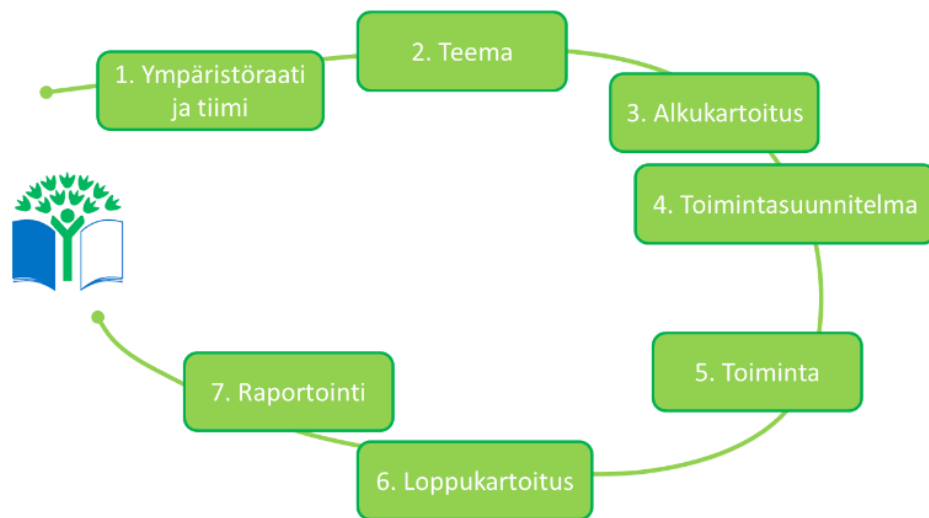 1. Ympäristöraati
ja tiimi
2. Teema
3. Alkukartoitus
4. Toimintasuunnitelma
5. Toiminta
6. Loppukartoitus
7. Raportointi